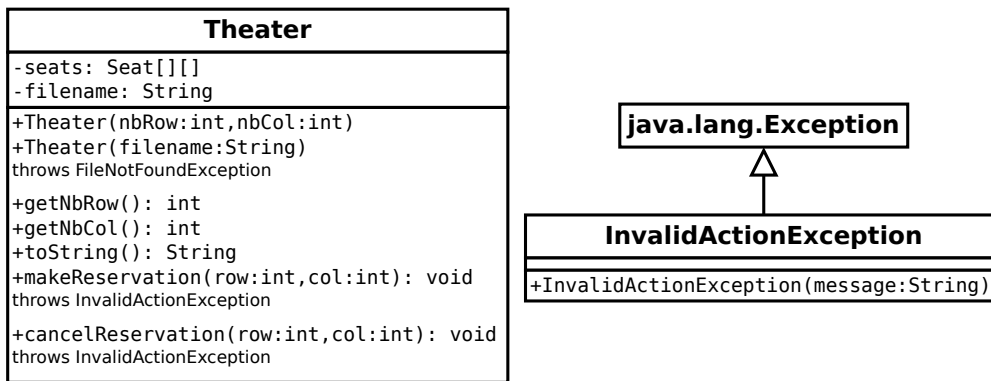 Theater
-seats: Seat[][]
-filename: String
+Theater(nbRow:int,nbCol:int)
+Theater(filename:String)
throws FileNotFoundException
+getNbRow(): int
+getNbCol(): int
+toString(): String
+makeReservation(row:int,col:int): void
throws InvalidActionException
+cancelReservation(row:int,col:int): void
throws InvalidActionException
java.lang.Exception
InvalidActionException
+InvalidActionException(message:String)